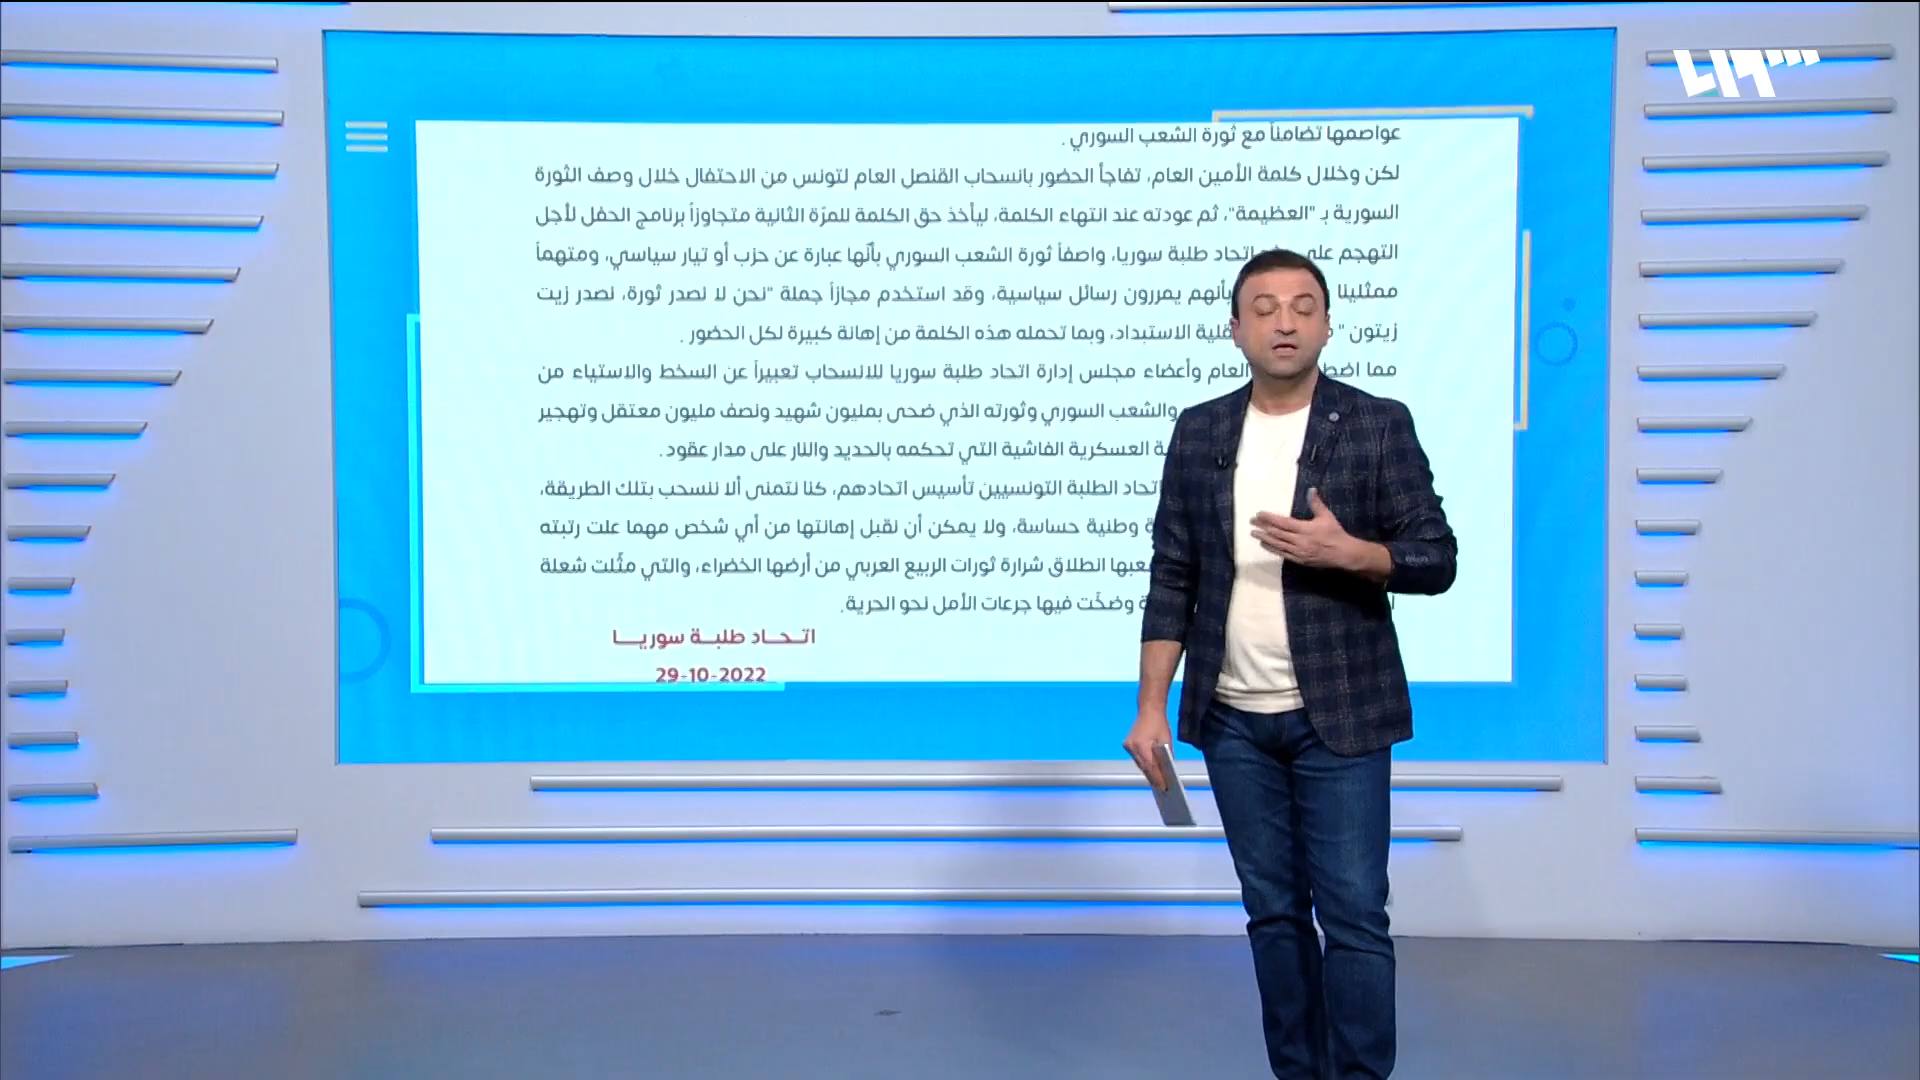 عواصمها تضامناً مع ثورة الشعب السوري .
لكن وخلال كلمة الأمين العام، تفاجأ الحضور بانسحاب القنصل العام لتونس من الاحتفال خلال وصف الثورة
السورية بـ "العظيمة"، ثم عودته عند انتهاء الكلمة، ليأخذ حق الكلمة للمرّة الثانية متجاوزاً برنامج الحفل لأجل
التهجم على اتحاد طلبة سوريا، واصفاً ثورة الشعب السوري بأنّها عبارة عن حزب أو تيار سياسي، ومتهماً
ممثلينا بأنهم يمررون رسائل سياسية، وقد استخدم مجازاً جملة "نحن لا نصدر ثورة، نصدر زيت
زيتون " الاستبداد، وبما تحمله هذه الكلمة من إهانة كبيرة لكل الحضور .
مما العام وأعضاء مجلس إدارة اتحاد طلبة سوريا للانسحاب تعبيراً عن السخط والاستياء من
والشعب السوري وثورته الذي ضحى بمليون شهيد ونصف مليون معتقل وتهجير
العسكرية الفاشية التي تحكمه بالحديد والنار على مدار عقود.
اتحاد الطلبة التونسيين تأسيس اتحادهم، كنا نتمنى ألا ننسحب بتلك الطريقة،
وطنية حساسة، ولا يمكن أن نقبل إهانتها من أي شخص مهما علت رتبته
انطلاق شرارة ثورات الربيع العربي من أرضها الخضراء، والتي مثّلت شعلة
وضخّت فيها جرعات الأمل نحو الحرية.
اتـحـاد طلبـة سوريـا
29-10-2022